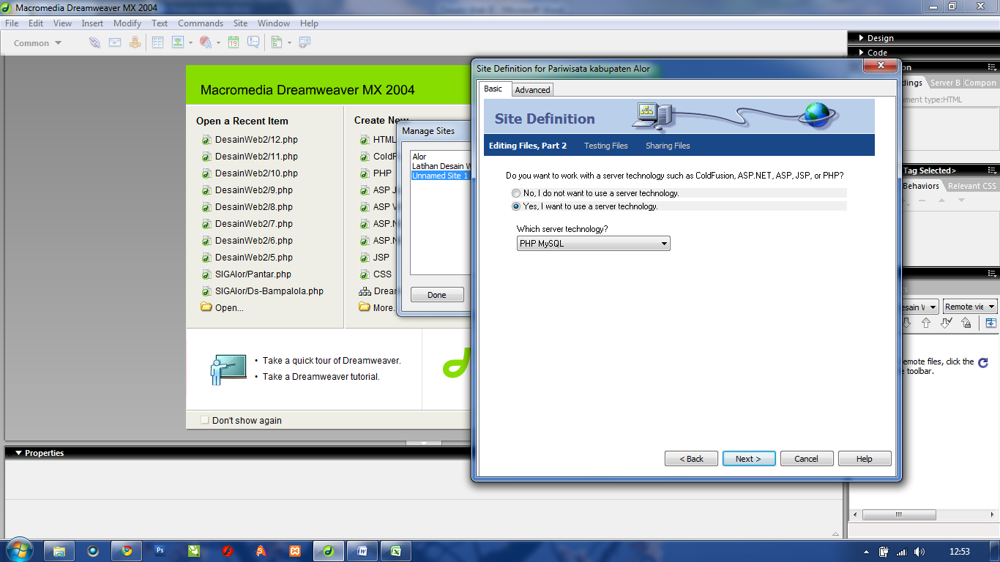 Macromedia Dreamweaver MX 2004
File Edit View Insert Modify Text Commands Site Window Help
Common
19
Design
Code
Macromedia Dreamweaver MX 2004
Open a Recent Item
DesainWeb2/12.php
DesainWeb2/11.php
DesainWeb2/10.php
DesainWeb2/9.php
DesainWeb2/8.php
DesainWeb2/7.php
DesainWeb2/6.php
DesainWeb2/5.php
SIGAlor/Pantar.php
SIGAlor/Ds-Bampalola.php
Open...
Create New
HTML
ColdF
PHP
ASP J
ASP V
ASP.N
ASP.N
JSP
CSS
Drea
More.
Take a quick tour of Dreamweaver.
Take a Dreamweaver tutorial.
Don't show again
Manage Sites
Alor
Latihan Desain W
Unnamed Site 1
Done
Site Definition for Pariwisata kabupaten Alor
Basic Advanced
Site Definition
Editing Files, Part 2 Testing Files Sharing Files
Do you want to work with a server technology such as ColdFusion, ASP.NET, ASP, JSP, or PHP?
No, I do not want to use a server technology.
Yes, I want to use a server technology.
Which server technology?
PHP MySQL
< Back Next > Cancel Help
on
dings Server B Compon
ument type:HTML
Tag Selected>
Behaviors Relevant CSS
esain W Remote vie
emote files, click the
e toolbar.
Properties
Ps
12:53